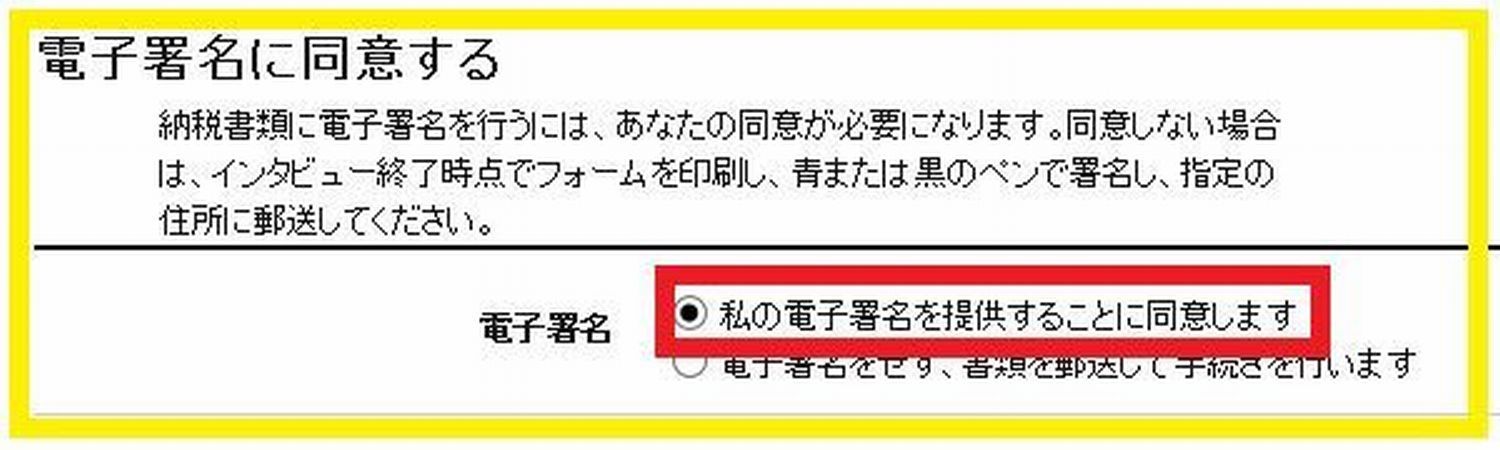 電子署名に同意する
納税書類に電子署名を行うには、あなたの同意が必要になります。同意しない場合
は、インタビュー終了時点でフォームを印刷し、青または黒のペンで署名し、指定の
住所に郵送してください。
電子署名
私の電子署名を提供することに同意します
電子署名をせず、書類を郵送して手続きを行います